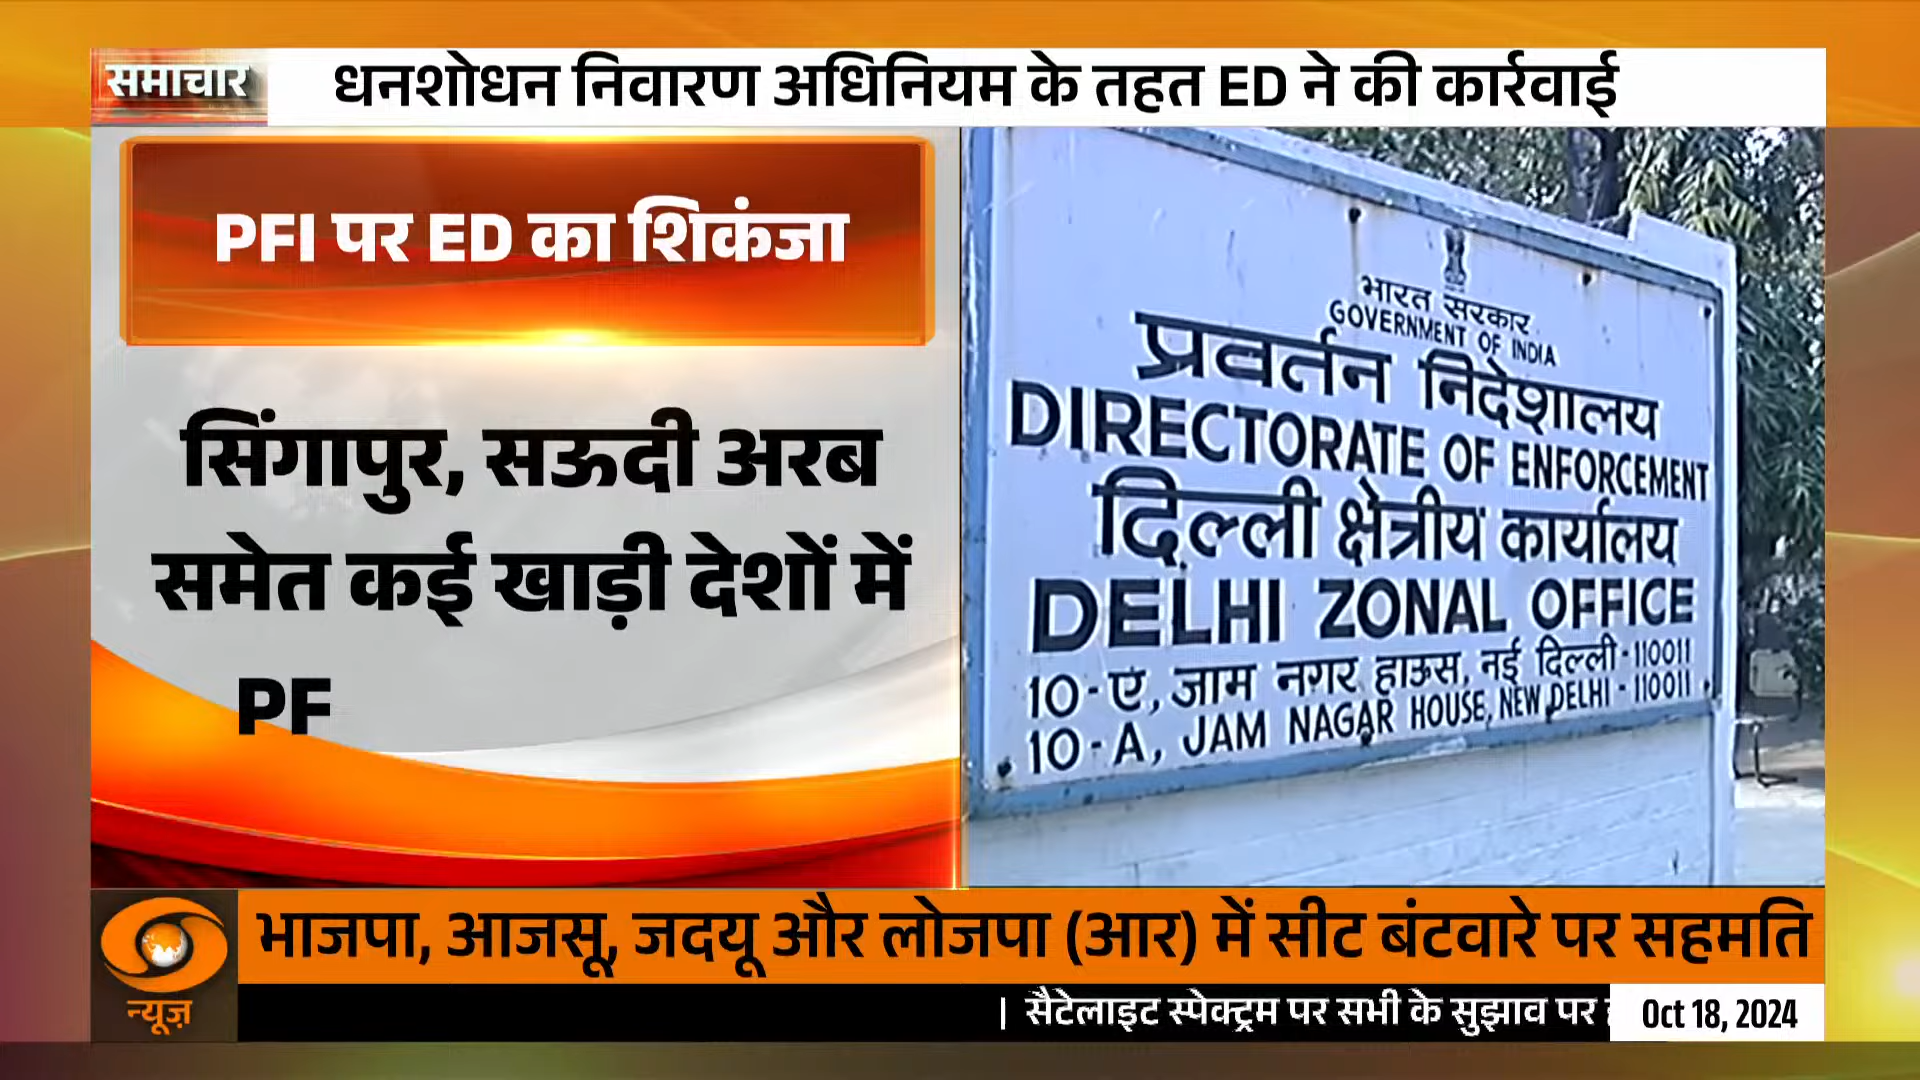 समाचार
धनशोधन निवारण अधिनियम के तहत ED ने की कार्रवाई
PFI पर ED का शिकंजा
सिंगापुर, सऊदी अरब
समेत कई खाड़ी देशों में
PF
भारत सरकार
GOVERNMENT OF INDIA
प्रवर्तन निदेशालय
DIRECTORATE OF ENFORCEMENT
दिल्ली क्षेत्रीय कार्यालय
DELHI ZONAL OFFICE
10-ए, जाम नगर हाऊस, नई दिल्ली-110011
10-A, JAM NAGAR HOUSE, NEW DELHI-110011
भाजपा, आजसू, जदयू और लोजपा (आर) में सीट बंटवारे पर सहमति
न्यूज़
| सैटेलाइट स्पेक्ट्रम पर सभी के सुझाव पर
Oct 18, 2024